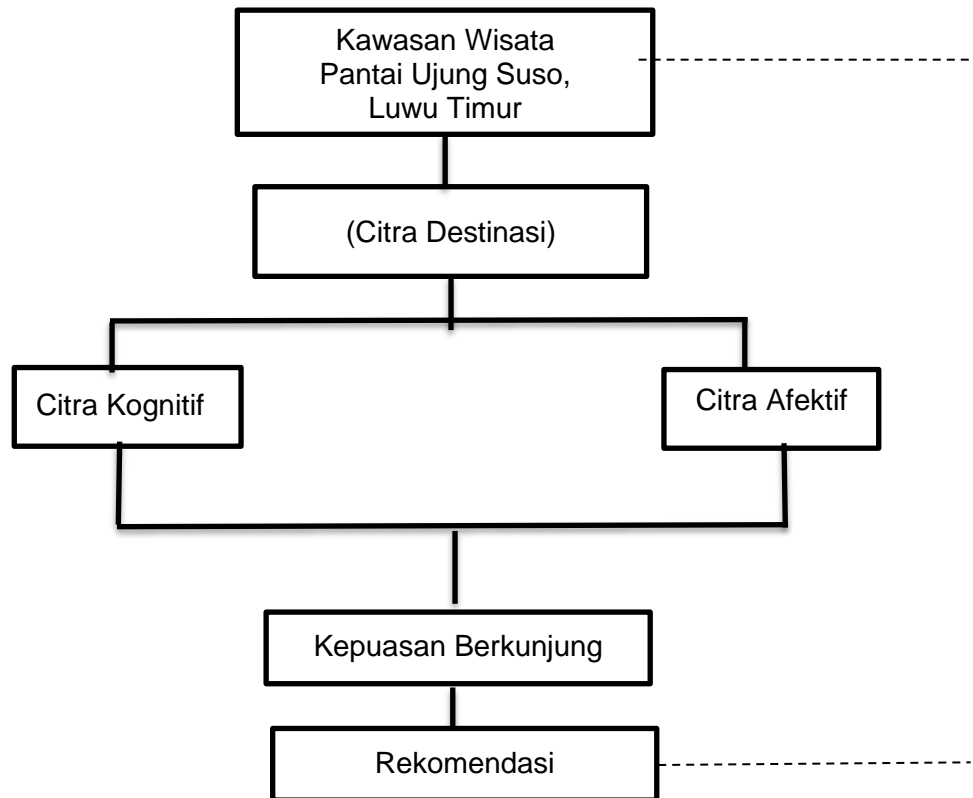 Kawasan Wisata
Pantai Ujung Suso,
Luwu Timur
(Citra Destinasi)
Citra Kognitif
Citra Afektif
Kepuasan Berkunjung
Rekomendasi